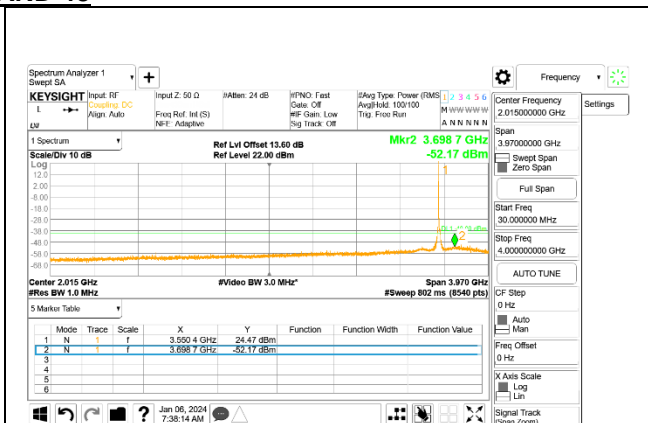 Spectrum Analyzer 1
Swept SA
+
Frequency
KEYSIGHT
L
Input: RF
Coupling: DC
Align: Auto
Input Z: 50 Ω
Freq Ref: Int (S)
NFE: Adaptive
#Atten: 24 dB
#PNO: Fast
Gate: Off
#IF Gain: Low
Sig Track: Off
#Avg Type: Power (RMS
Avg|Hold: 100/100
Trig: Free Run
1 2 3 4 5 6
M W W W W W
A N N N N N
Settings
1 Spectrum
Scale/Div 10 dB
Log
Ref Lvl Offset 13.60 dB
Ref Level 22.00 dBm
Mkr2 3.698 7 GHz
-52.17 dBm
12.0
2.00
-8.00
-18.0
-28.0
-38.0
-48.0
-58.0
-68.0
1
2
Center 2.015 GHz
#Res BW 1.0 MHz
#Video BW 3.0 MHz*
Span 3.970 GHz
#Sweep 802 ms (8540 pts)
5 Marker Table
Mode Trace Scale X Y Function Function Width Function Value
1 N 1 f 3.550 4 GHz 24.47 dBm
2 N 1 f 3.698 7 GHz -52.17 dBm
3
4
5
6
?
Jan 06, 2024
7:38:14 AM
Center Frequency
2.015000000 GHz
Span
3.97000000 GHz
Swept Span
Zero Span
Full Span
Start Freq
30.000000 MHz
Stop Freq
4.000000000 GHz
AUTO TUNE
CF Step
0 Hz
Auto
Man
Freq Offset
0 Hz
X Axis Scale
Log
Lin
Signal Track
(Span Zoom)